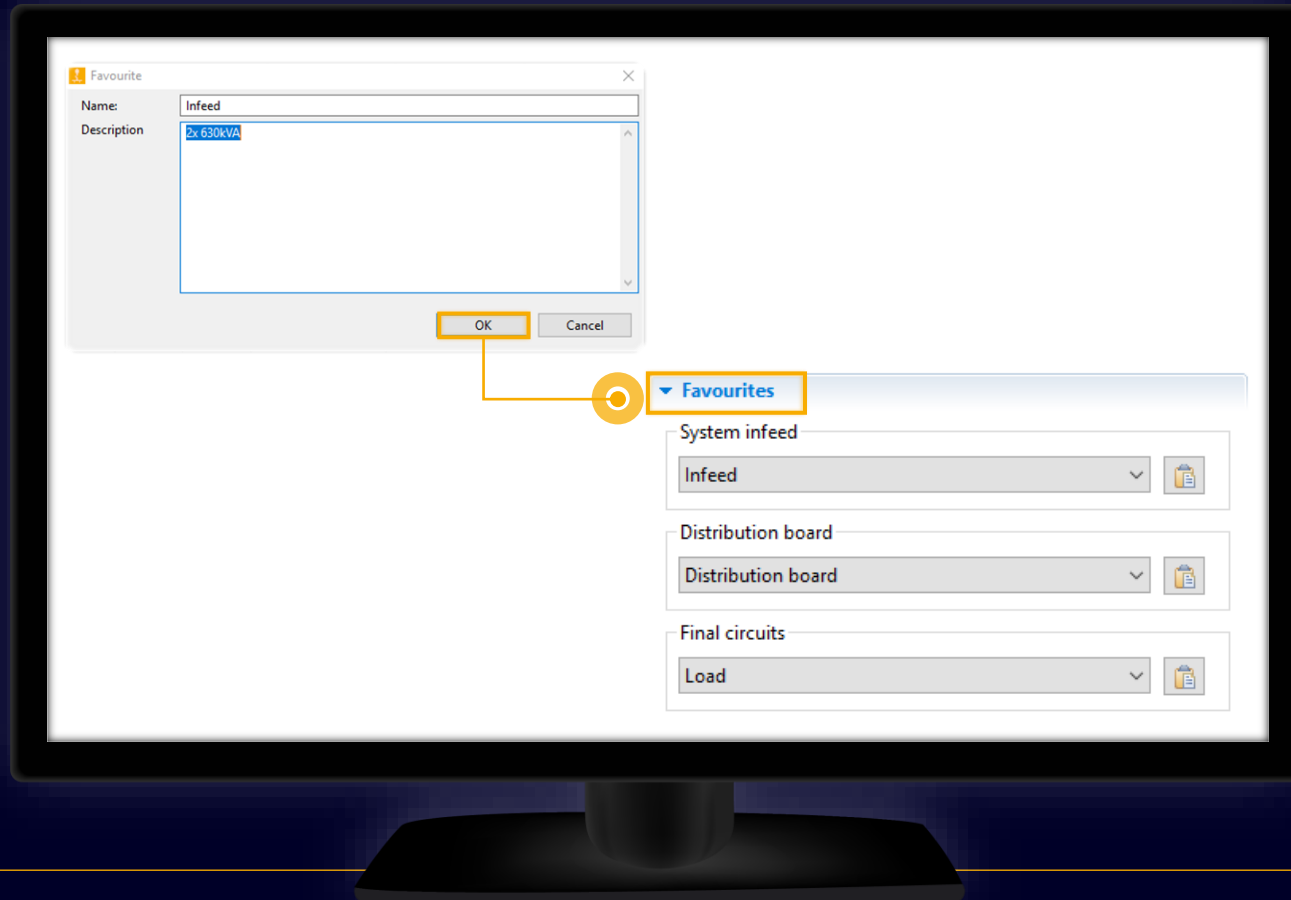 Favourite
Name:
Infeed
Description
2x 630kVA
OK
Cancel
Favourites
System infeed
Infeed
Distribution board
Distribution board
Final circuits
Load